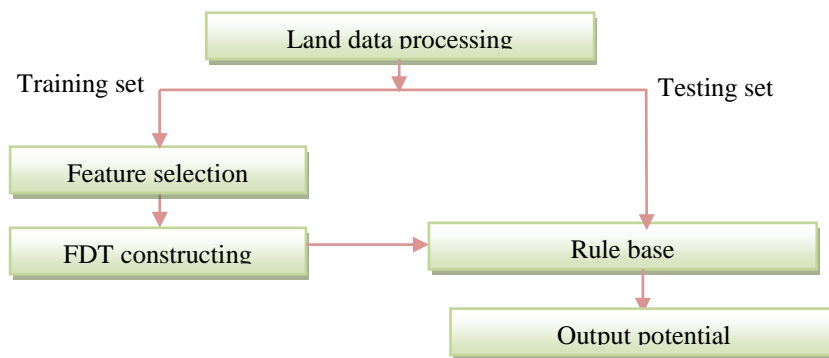 Land data processing
Training set
Testing set
Feature selection
FDT constructing
Rule base
Output potential